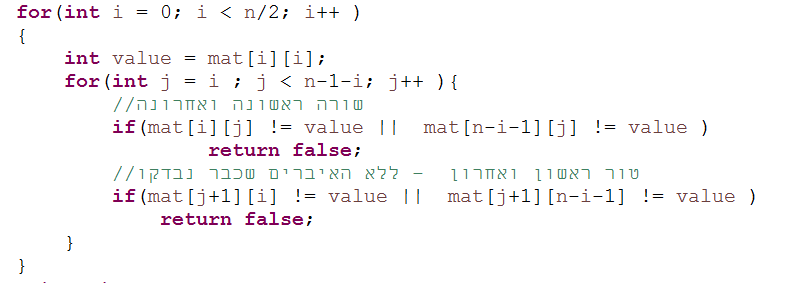 for(int i = 0; i < n/2; i++ )
{
int value = mat[i][i];
for(int j = i ; j < n-1-i; j++ ){
//שורה ראשונה ואחרונה
if(mat[i][j] != value || mat[n-i-1][j] != value )
return false;
//טור ראשון ואחרון - ללא האיברים שכבר נבדקו
if(mat[j+1][i] != value || mat[j+1][n-i-1] != value )
return false;
}
}